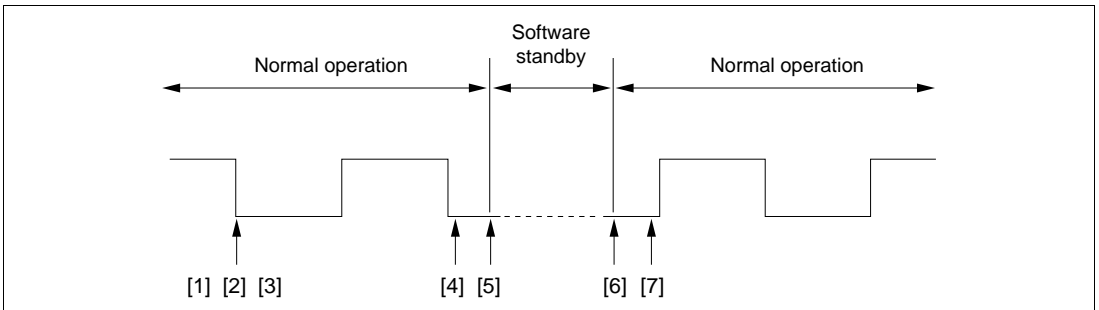 Software
standby
Normal operation
Normal operation
[1] [2] [3]
[4] [5]
[6] [7]